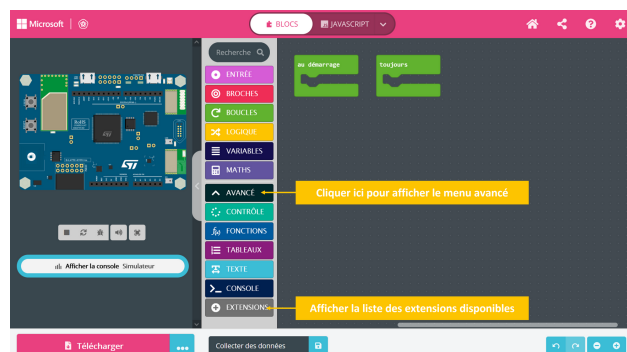 Microsoft
BLOCS
JAVASCRIPT
Recherche
au démarrage
toujours
ENTRÉE
BROCHES
BOUCLES
LOGIQUE
VARIABLES
MATHS
AVANCÉ
Cliquer ici pour afficher le menu avancé
CONTRÔLE
FONCTIONS
TABLEAUX
Afficher la console Simulateur
TEXTE
CONSOLE
EXTENSIONS
Afficher la liste des extensions disponibles
Télécharger
Collecter des données